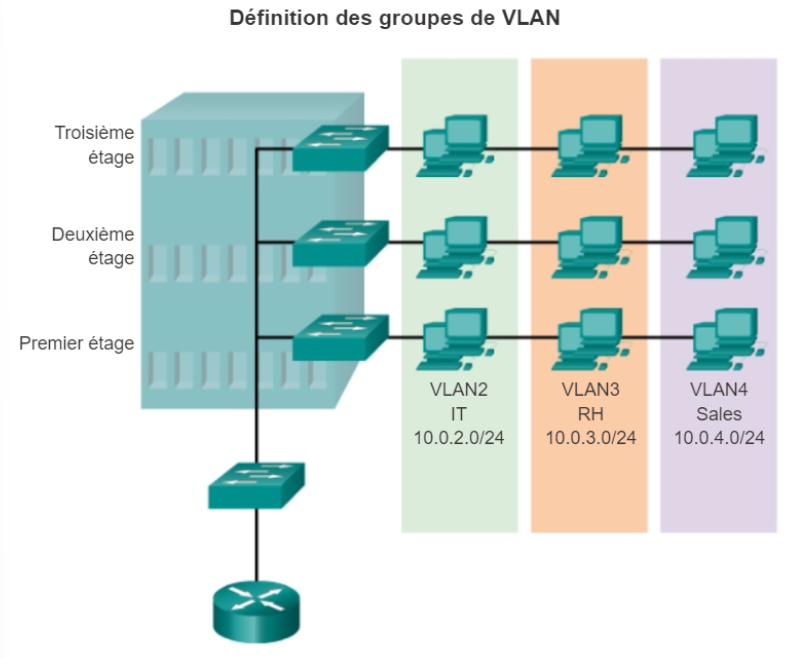 Définition des groupes de VLAN
Troisième
étage
Deuxième
étage
Premier étage
VLAN2
IT
10.0.2.0/24
VLAN3
RH
10.0.3.0/24
VLAN4
Sales
10.0.4.0/24